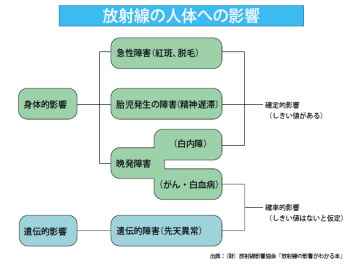 放射線の人体への影響
急性障害(紅斑、脱毛)
身体的影響
胎児発生の障害(精神遅滞)
確定的影響
(しきい値がある)
(白内障)
晩発障害
(がん・白血病)
確率的影響
(しきい値はないと仮定)
遺伝的影響
遺伝的障害(先天異常)
出典:(財)放射線影響協会「放射線の影響がわかる本」